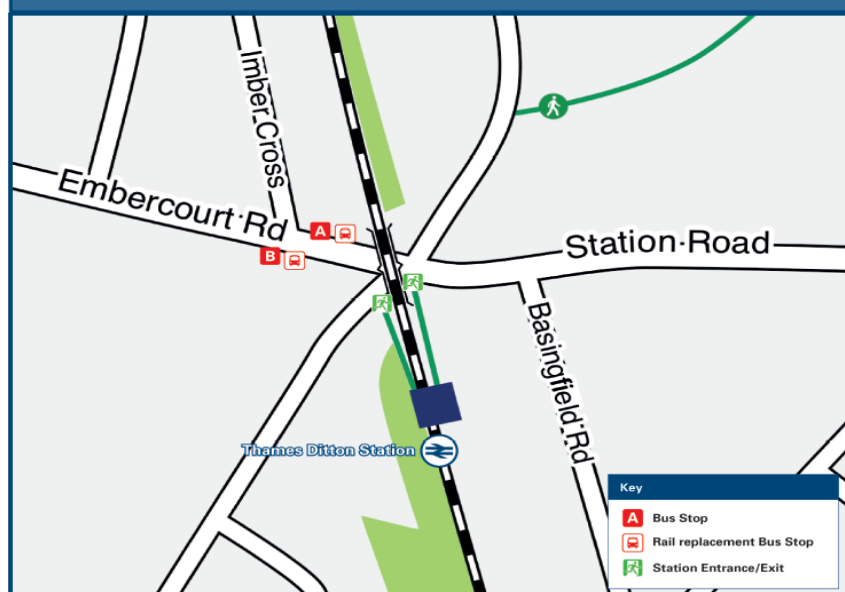 Imber Cross
Embercourt Rd
A
B
Station Road
Basingfield Rd
Thames Ditton Station
Key
A Bus Stop
Rail replacement Bus Stop
Station Entrance/Exit